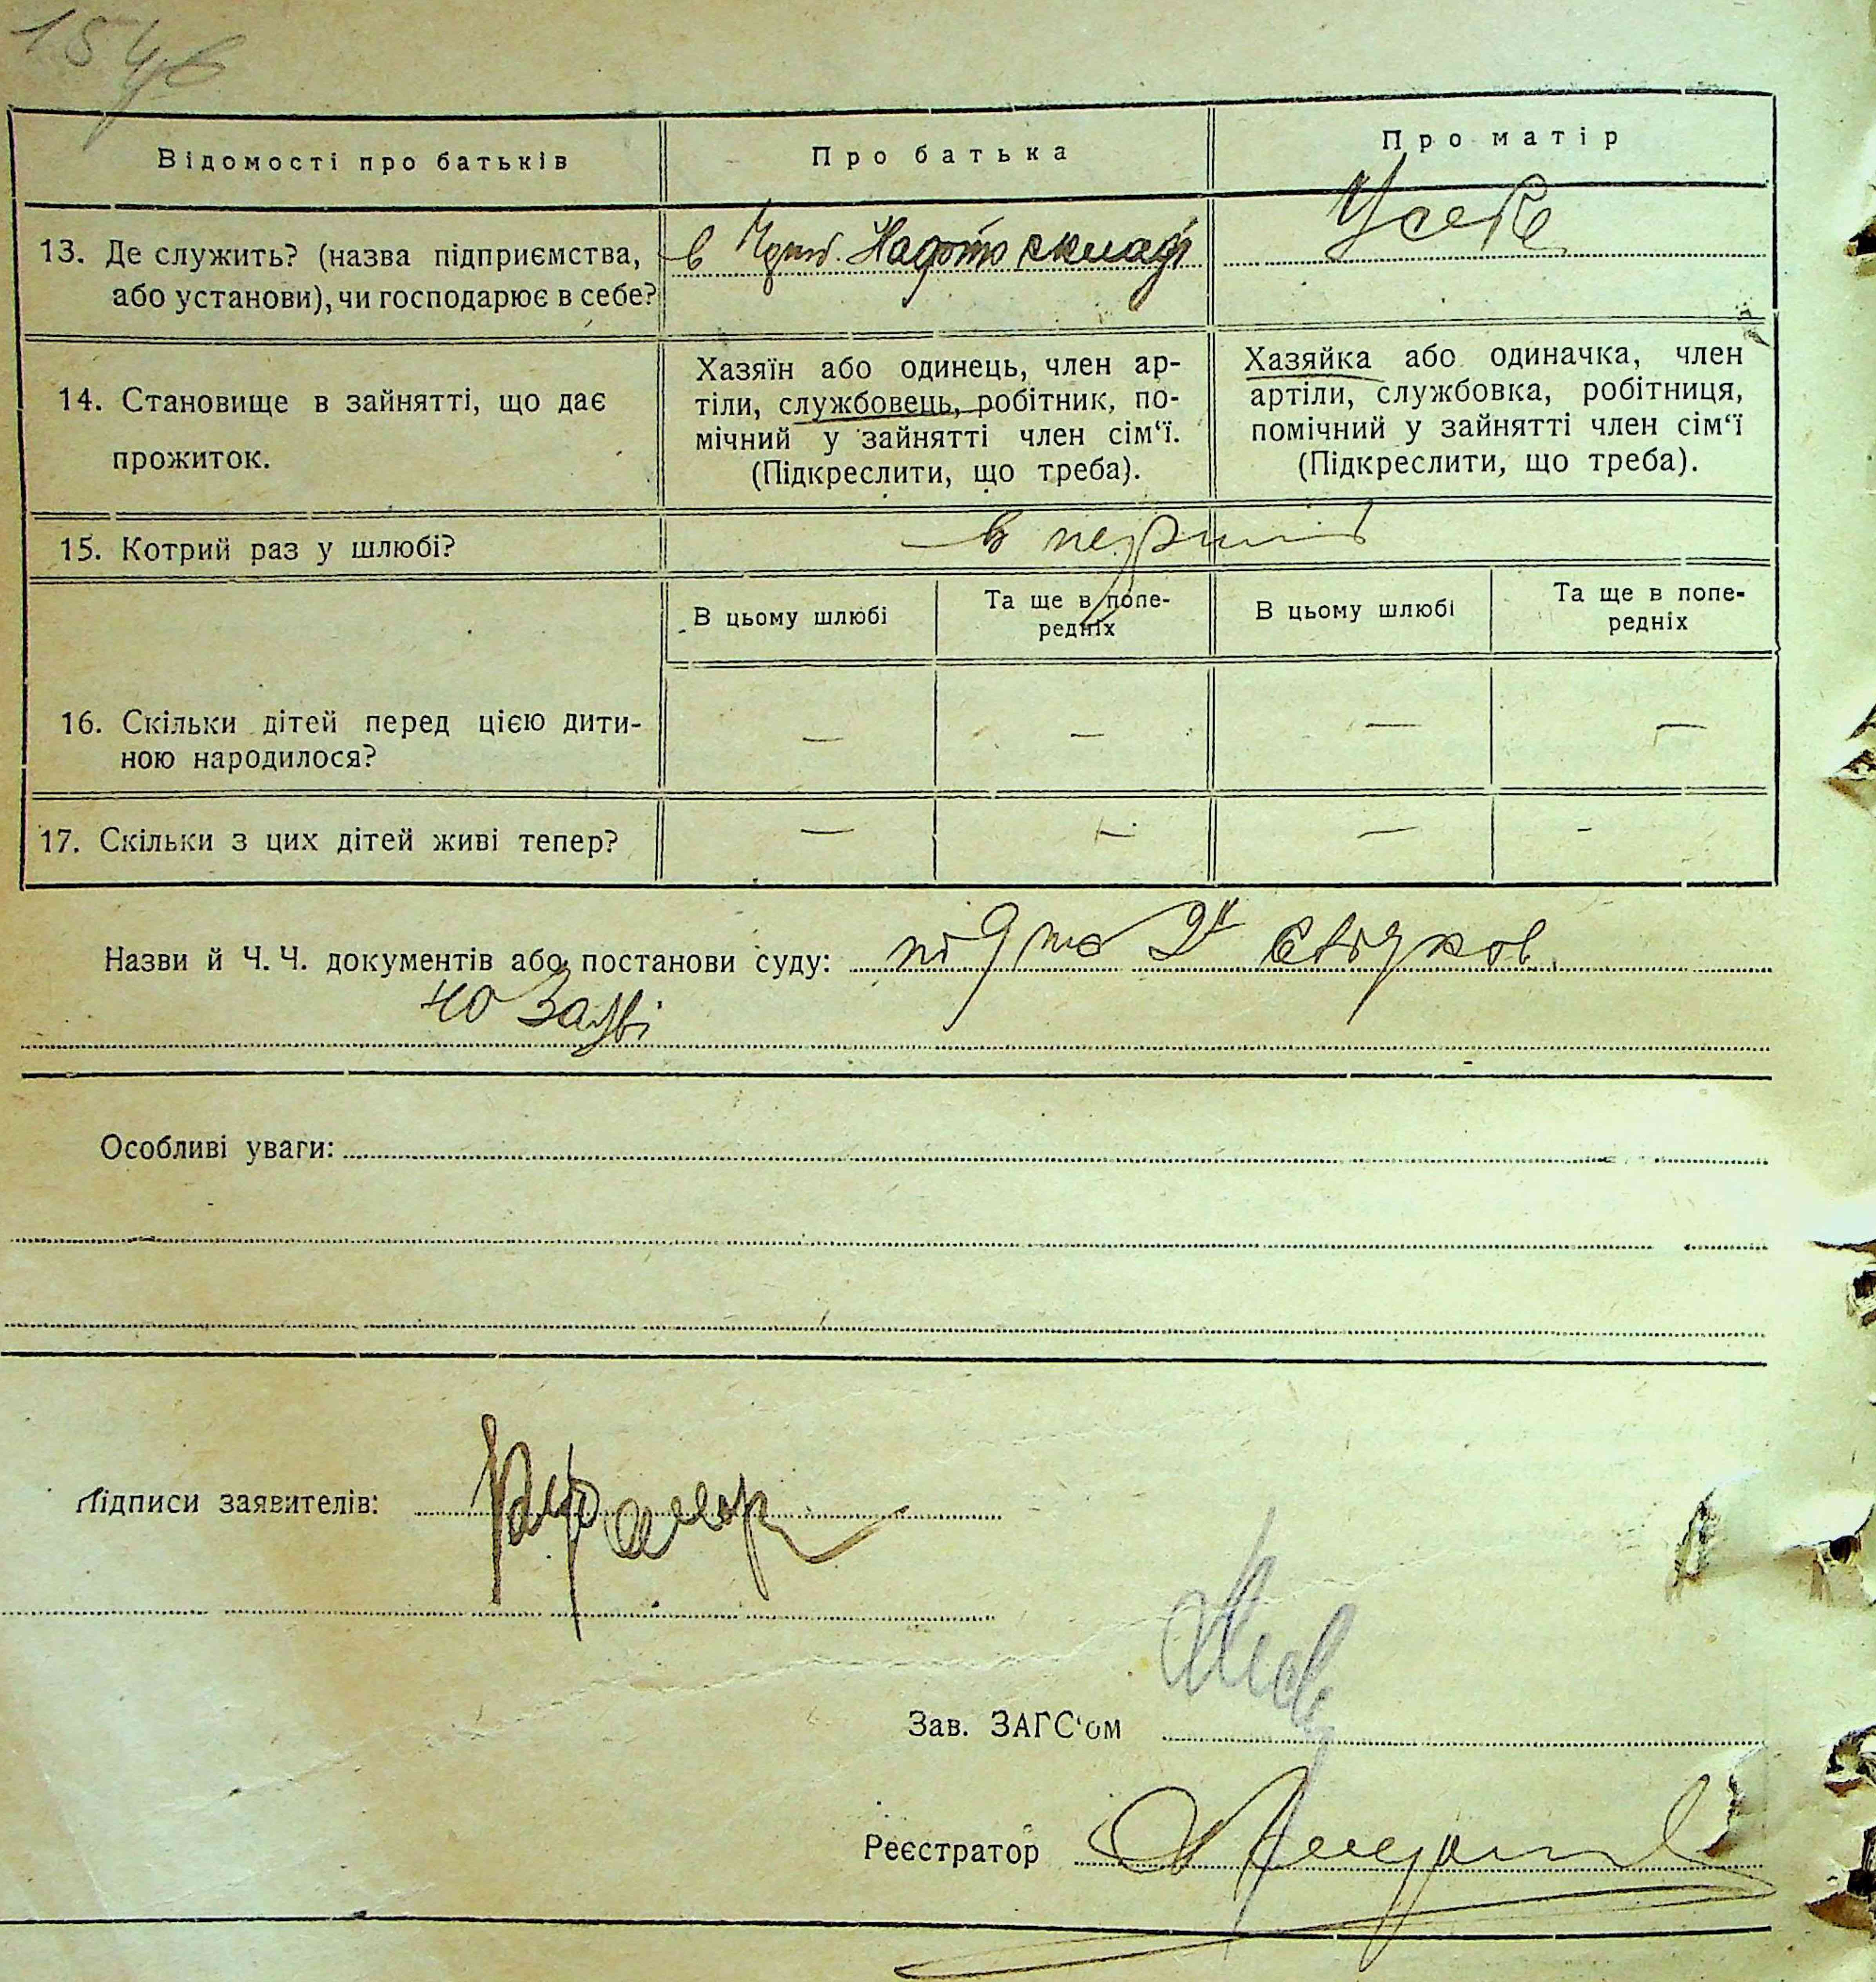 Відомості про батьків
Про батька
Про матір
13. Де служить? (назва підприємства,
або установи), чи господарює в себе?
в
складі
У себе
14. Становище в зайнятті, що дає
прожиток.
Хазяїн або одинець, член ар-
тіли, службовець, робітник, по-
мічний у зайнятті член сім‘ї.
(Підкреслити, що треба).
Хазяйка або одиначка, член
артіли, службовка, робітниця,
помічний у зайнятті член сім‘ї
(Підкреслити, що треба).
15. Котрий раз у шлюбі?
в перший
В цьому шлюбі
Та ще в попе-
редніх
В цьому шлюбі
Та ще в попе-
редніх
16. Скільки дітей перед цією дити-
ною народилося?
— — — —
17. Скільки з цих дітей живі тепер?
— — — -
Назви й Ч. Ч. документів або постанови суду: 2х свідков
Особливі уваги:
Підписи заявителів:
Зав. ЗАГС‘ом
Реєстратор